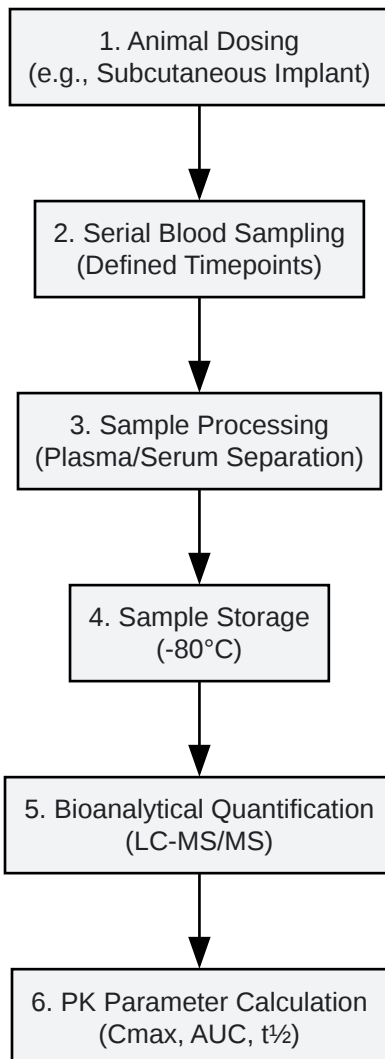 1. Animal Dosing
(e.g., Subcutaneous Implant)
2. Serial Blood Sampling
(Defined Timepoints)
3. Sample Processing
(Plasma/Serum Separation)
4. Sample Storage
(-80°C)
5. Bioanalytical Quantification
(LC-MS/MS)
6. PK Parameter Calculation
(Cmax, AUC, t½)